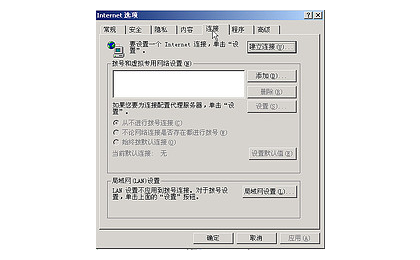 Internet 选项
常规 安全 隐私 内容 连接 程序 高级
要设置一个 Internet 连接，单击“设
置”。
建立连接(U)...
拨号和虚拟专用网络设置(N)
添加(D)...
删除(R)
如果您要为连接配置代理服务器，单击“设
置”。
设置(S)...
从不进行拨号连接(C)
不论网络连接是否存在都进行拨号(W)
始终拨默认连接(O)
当前默认连接: 无
设置默认值(E)
局域网(LAN)设置
LAN 设置不应用到拨号连接。对于拨号设
置，单击上面的“设置”按钮。
局域网设置(L)...
确定 取消 应用(A)